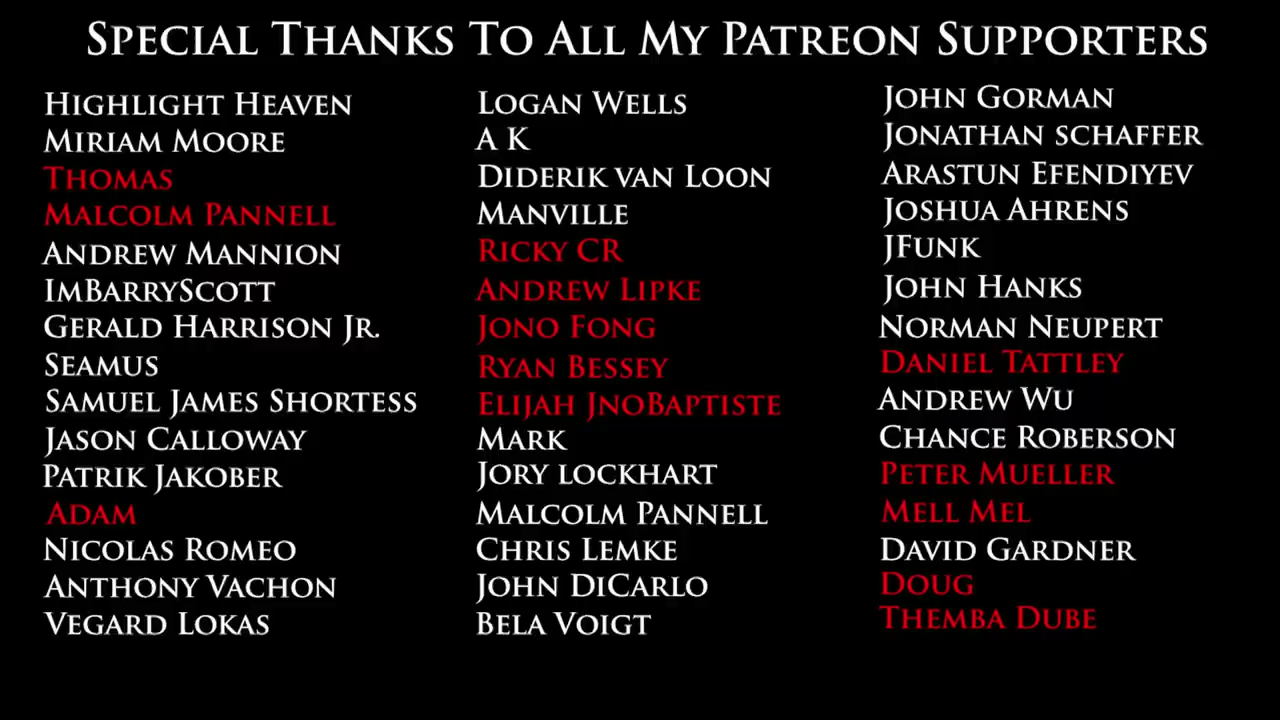 Special Thanks To All My Patreon Supporters
Highlight Heaven
Miriam Moore
Thomas
Malcolm Pannell
Andrew Mannion
ImBarryScott
Gerald Harrison Jr.
Seamus
Samuel James Shortess
Jason Calloway
Patrik Jakober
Adam
Nicolas Romeo
Anthony Vachon
Vegard Lokas
Logan Wells
A K
Diderik van Loon
Manville
Ricky CR
Andrew Lipke
Jono Fong
Ryan Bessey
Elijah JnoBaptiste
Mark
Jory lockhart
Malcolm Pannell
Chris Lemke
John DiCarlo
Bela Voigt
John Gorman
Jonathan schaffer
Arastun Efendiyev
Joshua Ahrens
JFunk
John Hanks
Norman Neupert
Daniel Tattley
Andrew Wu
Chance Roberson
Peter Mueller
Mell Mel
David Gardner
Doug
Themba Dube